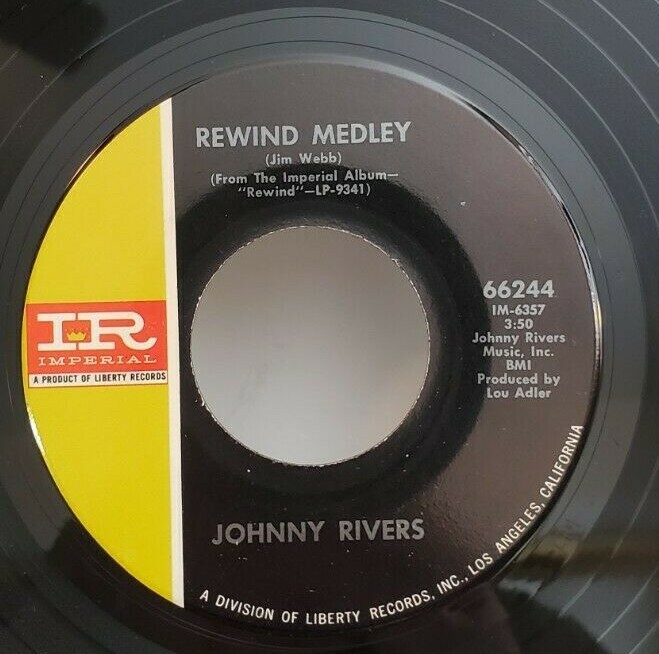 REWIND MEDLEY
(Jim Webb)
(From The Imperial Album—
"Rewind"—LP-9341)
IR
IMPERIAL
A PRODUCT OF LIBERTY RECORDS
66244
IM-6357
3:50
Johnny Rivers
Music, Inc.
BMI
Produced by
Lou Adler
JOHNNY RIVERS
A DIVISION OF LIBERTY RECORDS, INC., LOS ANGELES, CALIFORNIA